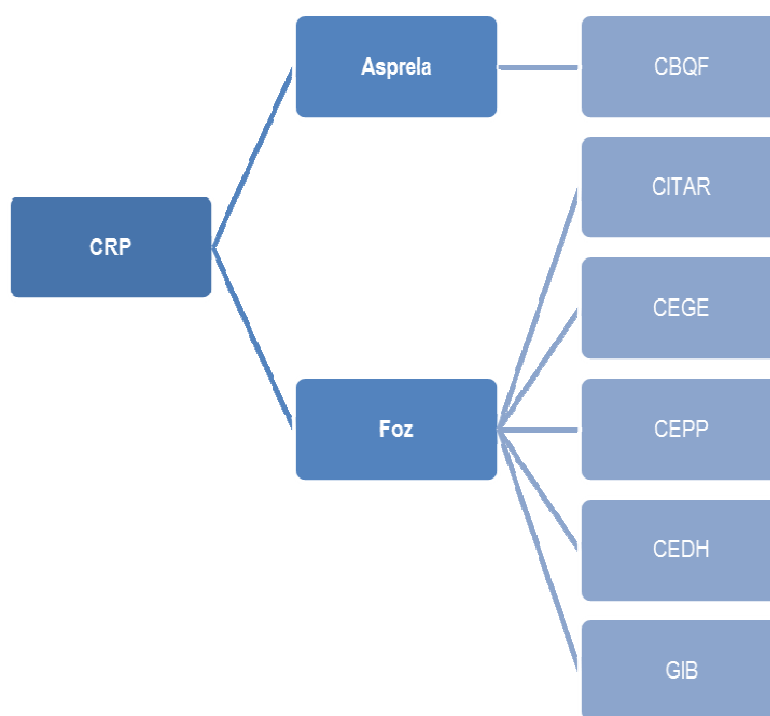 Asprela
CBQF
CITAR
CRP
CEGE
Foz
CEPP
CEDH
GIB